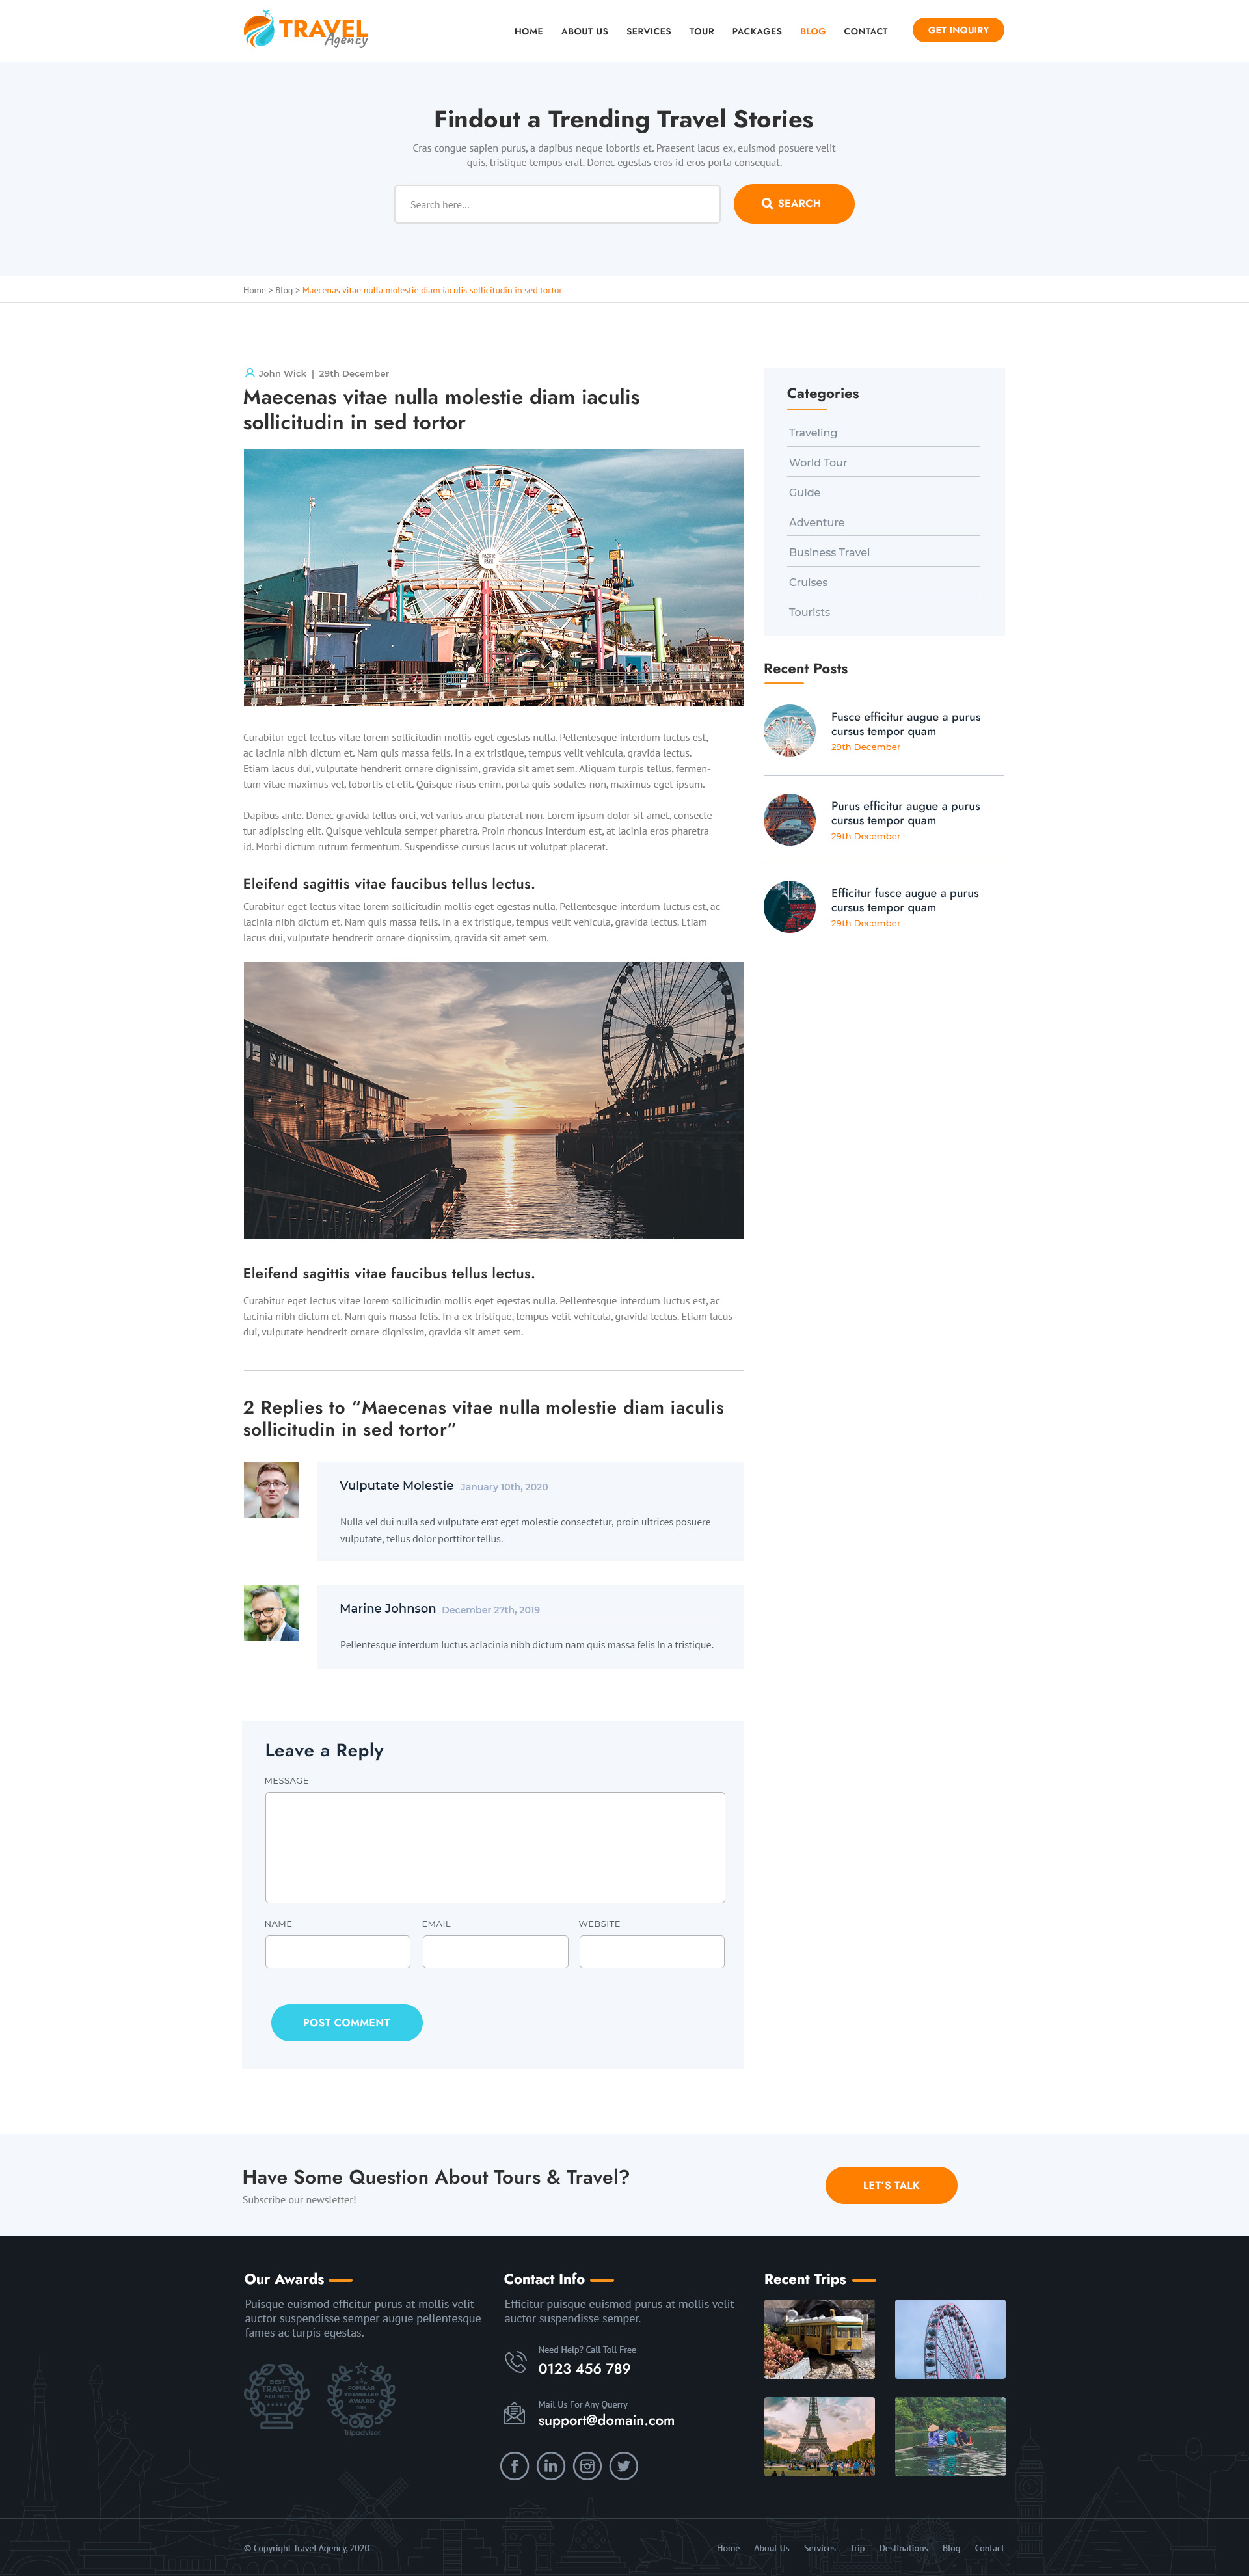 TRAVEL
Agency
HOME ABOUT US SERVICES TOUR PACKAGES BLOG CONTACT GET INQUIRY
Findout a Trending Travel Stories
Cras congue sapien purus, a dapibus neque lobortis et. Praesent lacus ex, euismod posuere velit
quis, tristique tempus erat. Donec egestas eros id eros porta consequat.
Search here...
SEARCH
Home > Blog > Maecenas vitae nulla molestie diam iaculis sollicitudin in sed tortor
John Wick | 29th December
Maecenas vitae nulla molestie diam iaculis
sollicitudin in sed tortor
PACIFIC
PARK
Curabitur eget lectus vitae lorem sollicitudin mollis eget egestas nulla. Pellentesque interdum luctus est,
ac lacinia nibh dictum et. Nam quis massa felis. In a ex tristique, tempus velit vehicula, gravida lectus.
Etiam lacus dui, vulputate hendrerit ornare dignissim, gravida sit amet sem. Aliquam turpis tellus, fermen-
tum vitae maximus vel, lobortis et elit. Quisque risus enim, porta quis sodales non, maximus eget ipsum.
Dapibus ante. Donec gravida tellus orci, vel varius arcu placerat non. Lorem ipsum dolor sit amet, consecte-
tur adipiscing elit. Quisque vehicula semper pharetra. Proin rhoncus interdum est, at lacinia eros pharetra
id. Morbi dictum rutrum fermentum. Suspendisse cursus lacus ut volutpat placerat.
Eleifend sagittis vitae faucibus tellus lectus.
Curabitur eget lectus vitae lorem sollicitudin mollis eget egestas nulla. Pellentesque interdum luctus est, ac
lacinia nibh dictum et. Nam quis massa felis. In a ex tristique, tempus velit vehicula, gravida lectus. Etiam
lacus dui, vulputate hendrerit ornare dignissim, gravida sit amet sem.
Eleifend sagittis vitae faucibus tellus lectus.
Curabitur eget lectus vitae lorem sollicitudin mollis eget egestas nulla. Pellentesque interdum luctus est, ac
lacinia nibh dictum et. Nam quis massa felis. In a ex tristique, tempus velit vehicula, gravida lectus. Etiam lacus
dui, vulputate hendrerit ornare dignissim, gravida sit amet sem.
2 Replies to “Maecenas vitae nulla molestie diam iaculis
sollicitudin in sed tortor”
Vulputate Molestie January 10th, 2020
Nulla vel dui nulla sed vulputate erat eget molestie consectetur, proin ultrices posuere
vulputate, tellus dolor porttitor tellus.
Marine Johnson December 27th, 2019
Pellentesque interdum luctus aclacinia nibh dictum nam quis massa felis In a tristique.
Leave a Reply
MESSAGE
NAME EMAIL WEBSITE
POST COMMENT
Categories
Traveling
World Tour
Guide
Adventure
Business Travel
Cruises
Tourists
Recent Posts
Fusce efficitur augue a purus
cursus tempor quam
29th December
Purus efficitur augue a purus
cursus tempor quam
29th December
Efficitur fusce augue a purus
cursus tempor quam
29th December
Have Some Question About Tours & Travel?
Subscribe our newsletter!
LET'S TALK
Our Awards
Puisque euismod efficitur purus at mollis velit
auctor suspendisse semper augue pellentesque
fames ac turpis egestas.
BEST
TRAVEL
AGENCY
POPULAR
TRAVELLER
AWARD
Tripadvisor
Contact Info
Efficitur puisque euismod purus at mollis velit
auctor suspendisse semper.
Need Help? Call Toll Free
0123 456 789
Mail Us For Any Querry
support@domain.com
Recent Trips
© Copyright Travel Agency, 2020
Home About Us Services Trip Destinations Blog Contact